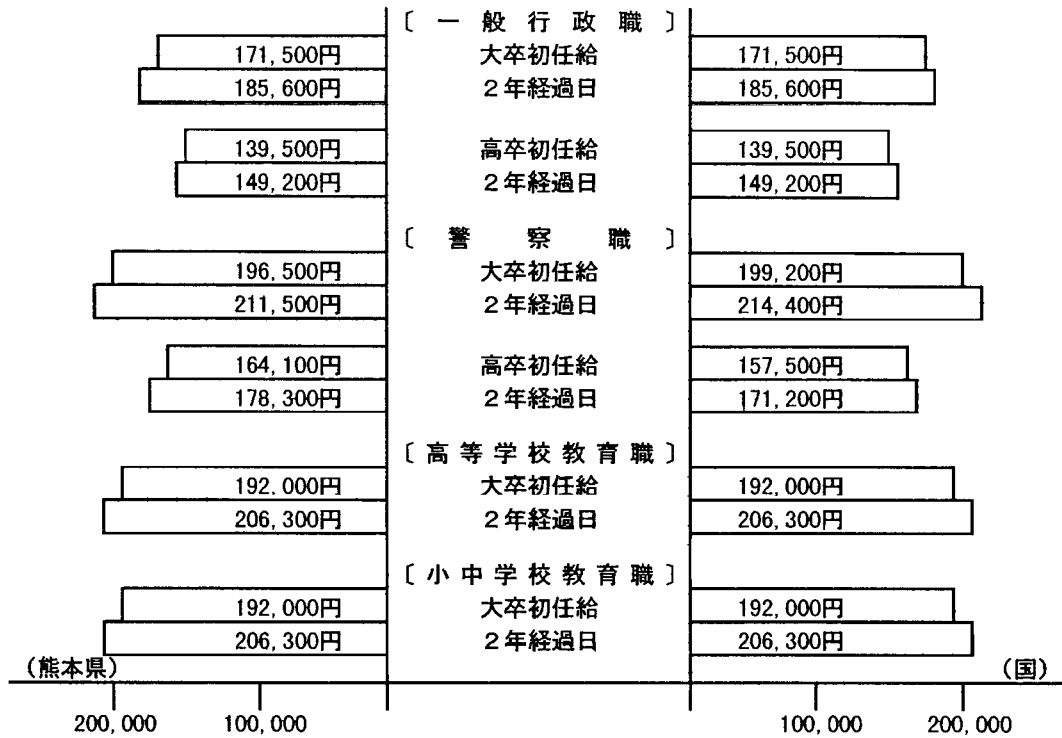 〔一般行政職〕
171,500円 大卒初任給 171,500円
185,600円 2年経過日 185,600円
139,500円 高卒初任給 139,500円
149,200円 2年経過日 149,200円
〔警察職〕
196,500円 大卒初任給 199,200円
211,500円 2年経過日 214,400円
164,100円 高卒初任給 157,500円
178,300円 2年経過日 171,200円
〔高等学校教育職〕
192,000円 大卒初任給 192,000円
206,300円 2年経過日 206,300円
〔小中学校教育職〕
192,000円 大卒初任給 192,000円
206,300円 2年経過日 206,300円
(熊本県) (国)
200,000 100,000 100,000 200,000